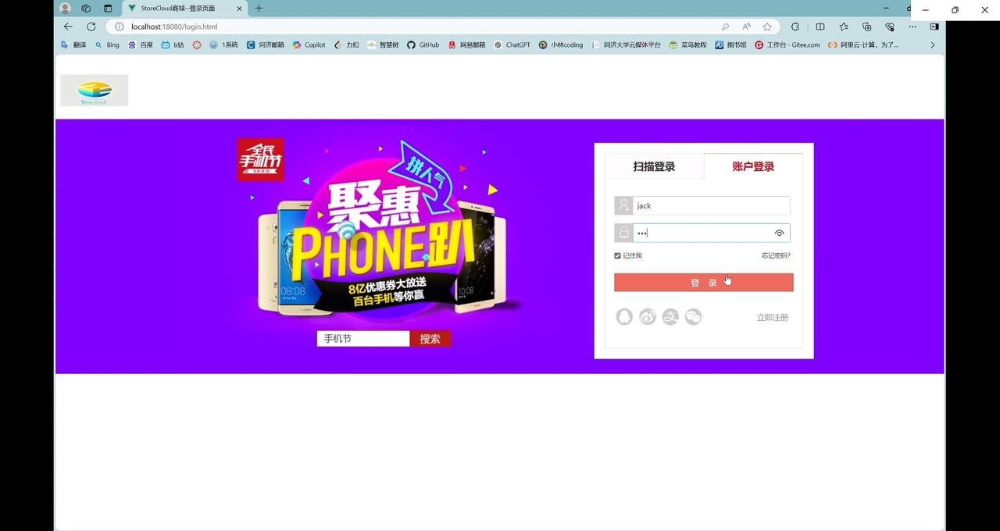 StoreCloud商城--登录页面
localhost:18080/login.html
翻译 Bing 百度 b站 1系统 同济邮箱 Copilot 力扣 智慧树 GitHub 网易邮箱 ChatGPT 小林coding 同济大学云媒体平台 菜鸟教程 图书馆 工作台 - Gitee.com 阿里云-计算，为了...
Store Cloud
全民
手机节
拼人气
聚惠
PHONE趴
8亿优惠券大放送
百台手机等你赢
08:08
10:08
手机节 搜索
扫描登录 账户登录
jack
•••
记住我 忘记密码?
登 录
立即注册